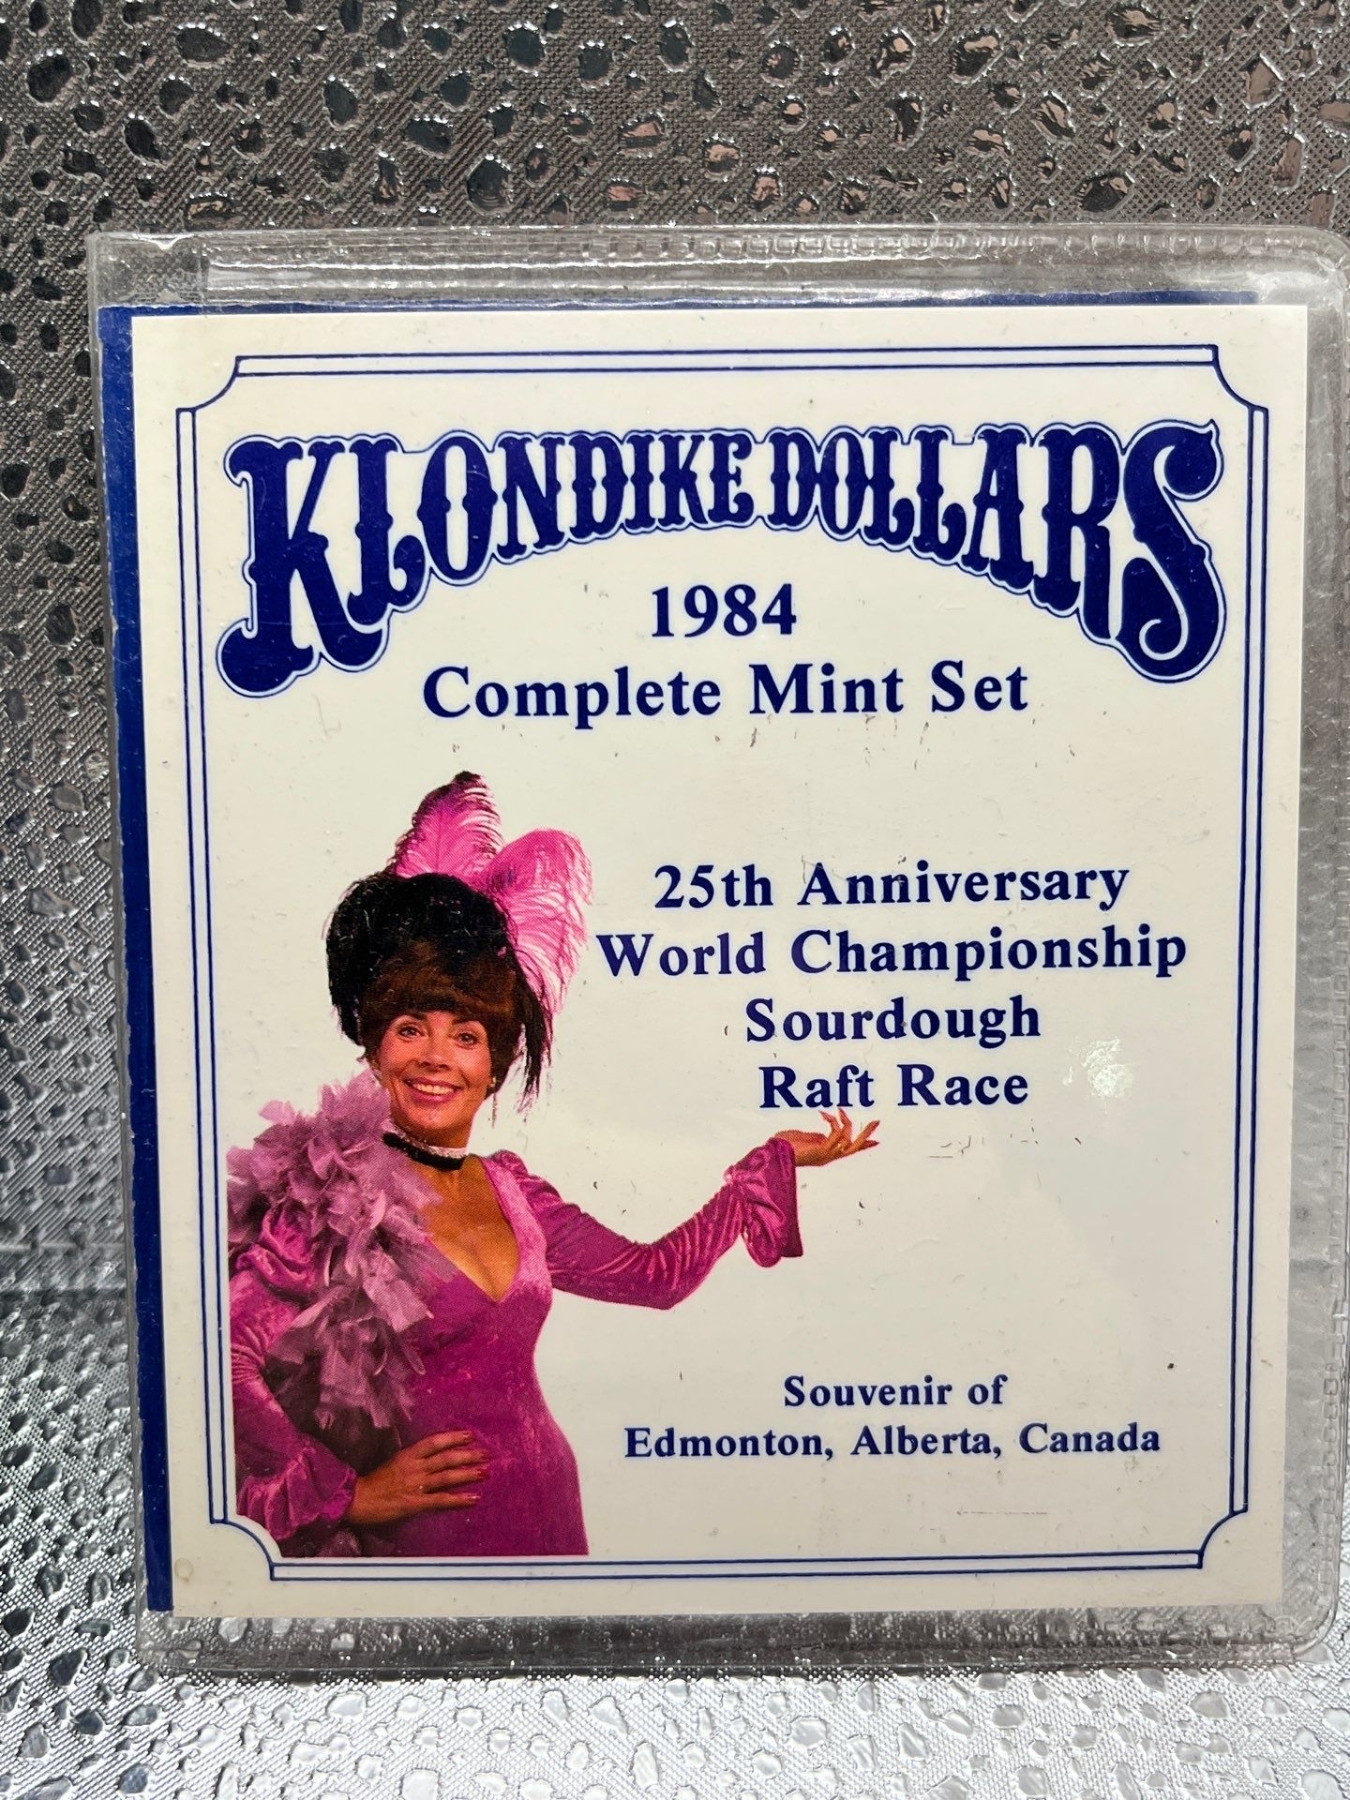 KLONDIKE DOLLARS
1984
Complete Mint Set
25th Anniversary
World Championship
Sourdough
Raft Race
Souvenir of
Edmonton, Alberta, Canada